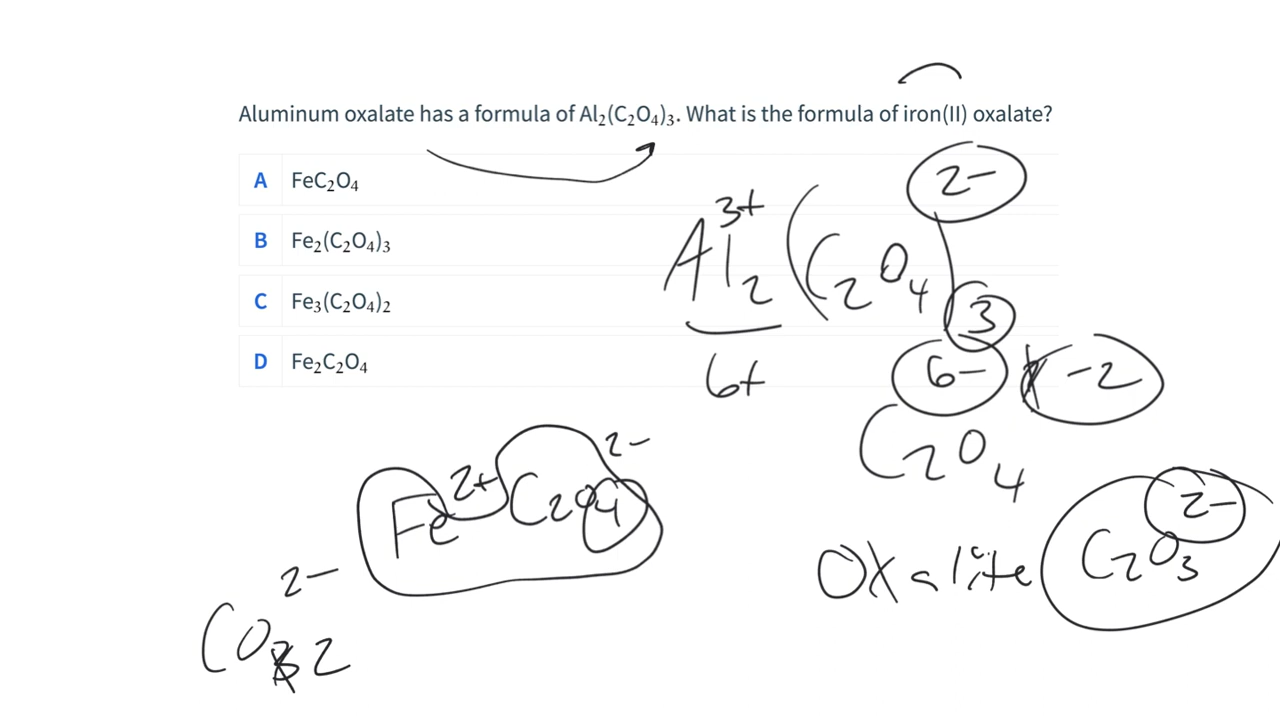 Aluminum oxalate has a formula of Al₂(C₂O₄)₃. What is the formula of iron(II) oxalate?
A FeC₂O₄
B Fe₂(C₂O₄)₃
C Fe₃(C₂O₄)₂
D Fe₂C₂O₄
2-
3+
Al₂(C₂O₄
3
6+
6-
-2
C₂O₄
2+
2-
Fe C₂O₄
2-
Oxalite C₂O₃
2-
CO 2